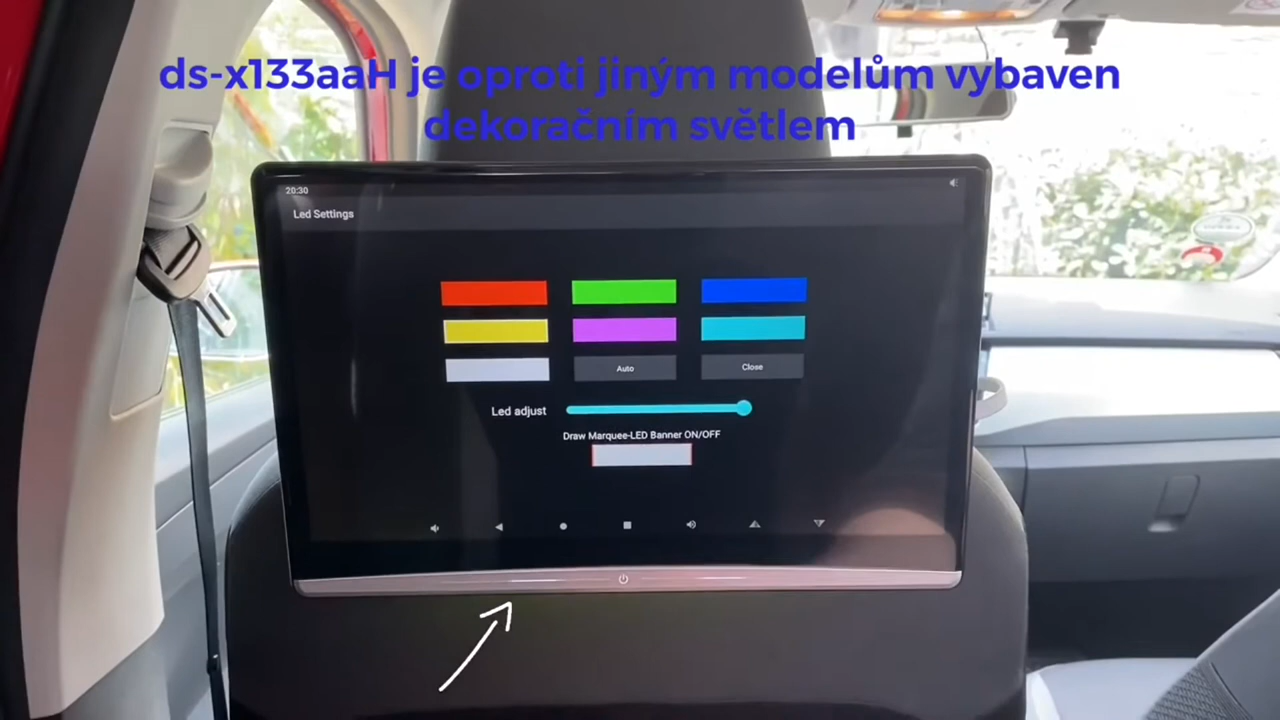 ds-x133aaH je oproti jiným modelům vybaven
dekoračním světlem
20:30
Led Settings
Auto
Close
Led adjust
Draw Marquee-LED Banner ON/OFF